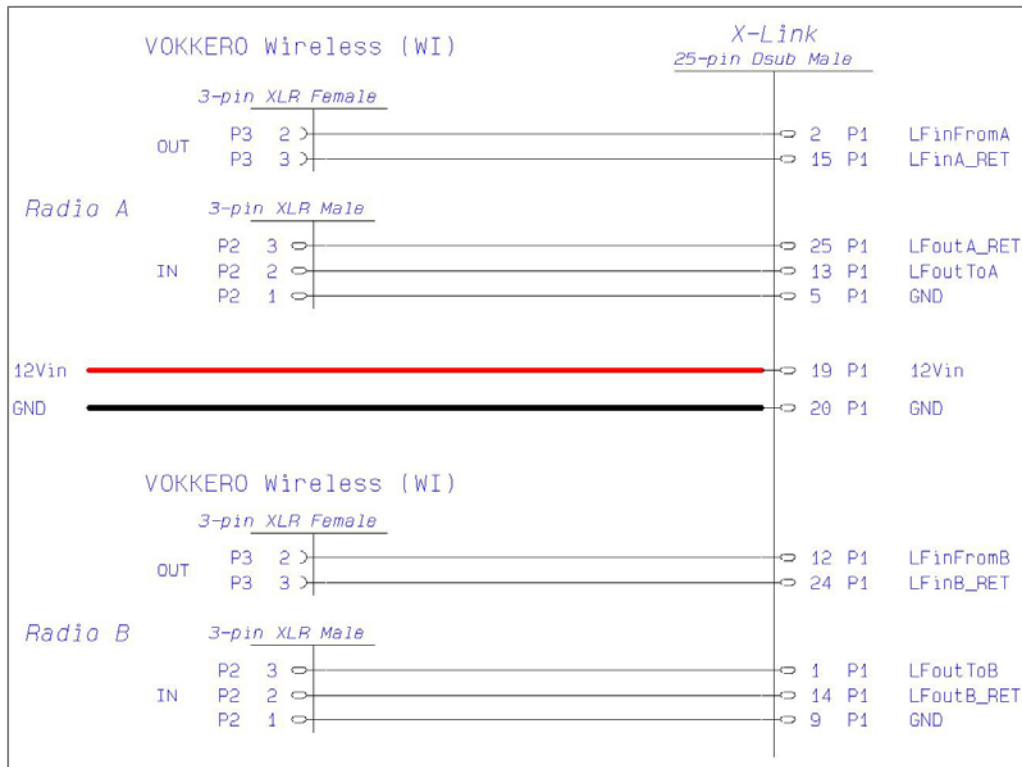 VOKKERO Wireless (WI)
X-Link
25-pin Dsub Male
3-pin XLR Female
OUT
P3 2 2 P1 LFinFromA
P3 3 15 P1 LFinA_RET
Radio A
3-pin XLR Male
IN
P2 3 25 P1 LFoutA_RET
P2 2 13 P1 LFoutToA
P2 1 5 P1 GND
12Vin 19 P1 12Vin
GND 20 P1 GND
VOKKERO Wireless (WI)
3-pin XLR Female
OUT
P3 2 12 P1 LFinFromB
P3 3 24 P1 LFinB_RET
Radio B
3-pin XLR Male
IN
P2 3 1 P1 LFoutToB
P2 2 14 P1 LFoutB_RET
P2 1 9 P1 GND